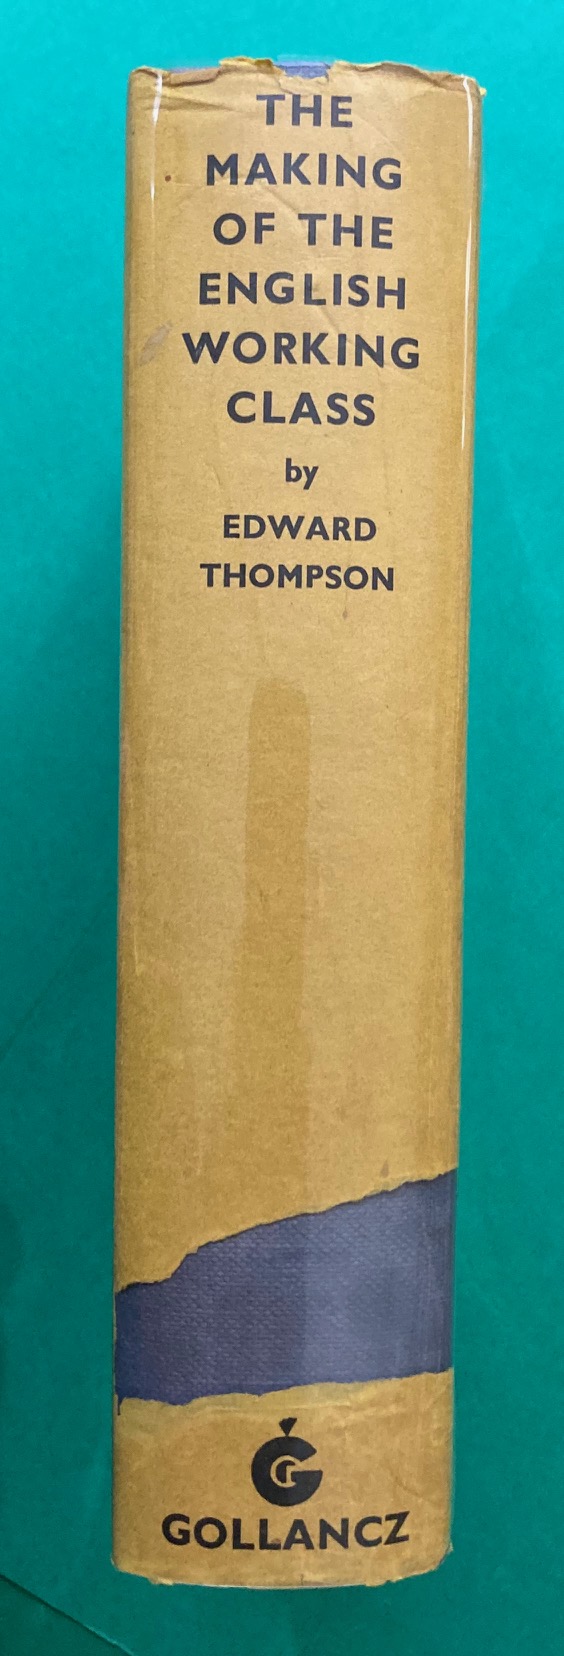 THE
MAKING
OF THE
ENGLISH
WORKING
CLASS
by
EDWARD
THOMPSON
G
GOLLANCZ